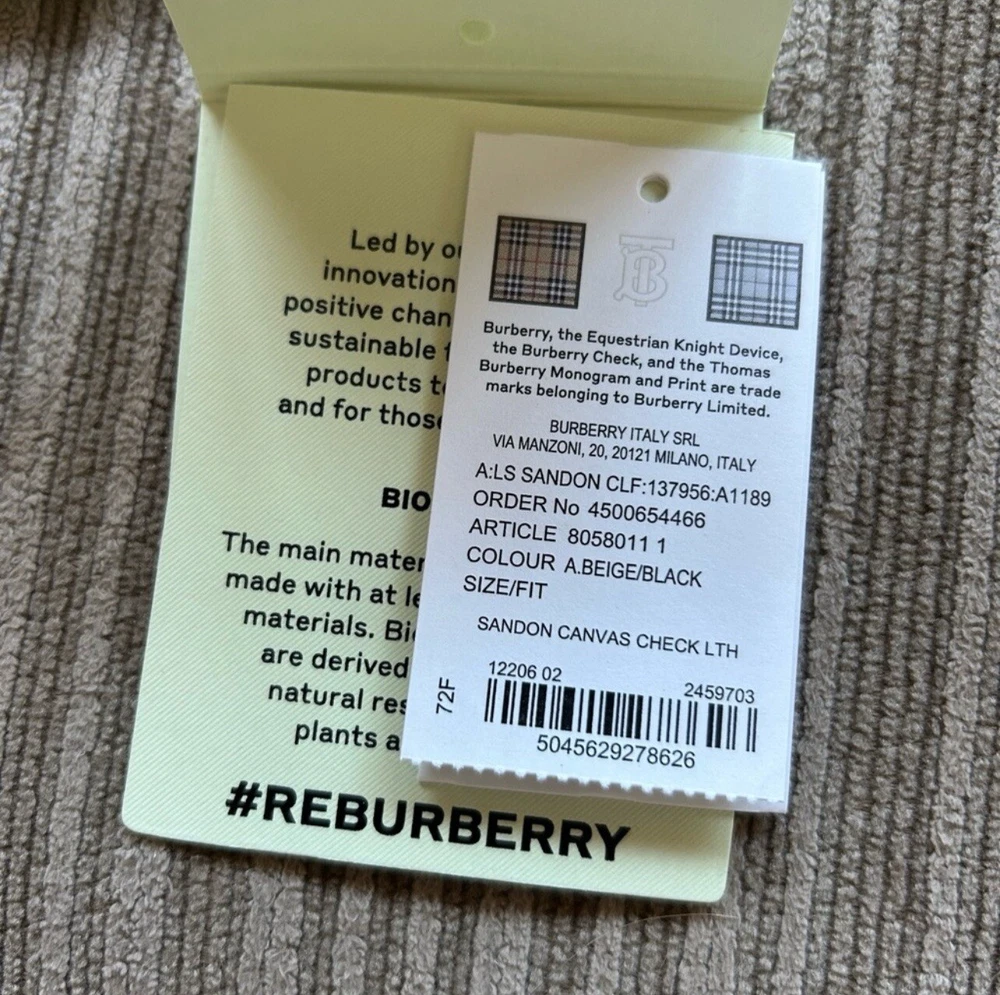 Led by
innovation
positive chan
sustainable
products
and for those
BIO
The main mater
made with at
materials.
are derived
natural res
plants a
#REBURBERRY
TB
Burberry, the Equestrian Knight Device,
the Burberry Check, and the Thomas
Burberry Monogram and Print are trade
marks belonging to Burberry Limited.
BURBERRY ITALY SRL
VIA MANZONI, 20, 20121 MILANO, ITALY
A:LS SANDON CLF:137956:A1189
ORDER No 4500654466
ARTICLE 8058011 1
COLOUR A.BEIGE/BLACK
SIZE/FIT
SANDON CANVAS CHECK LTH
12206 02 2459703
72F
5045629278626